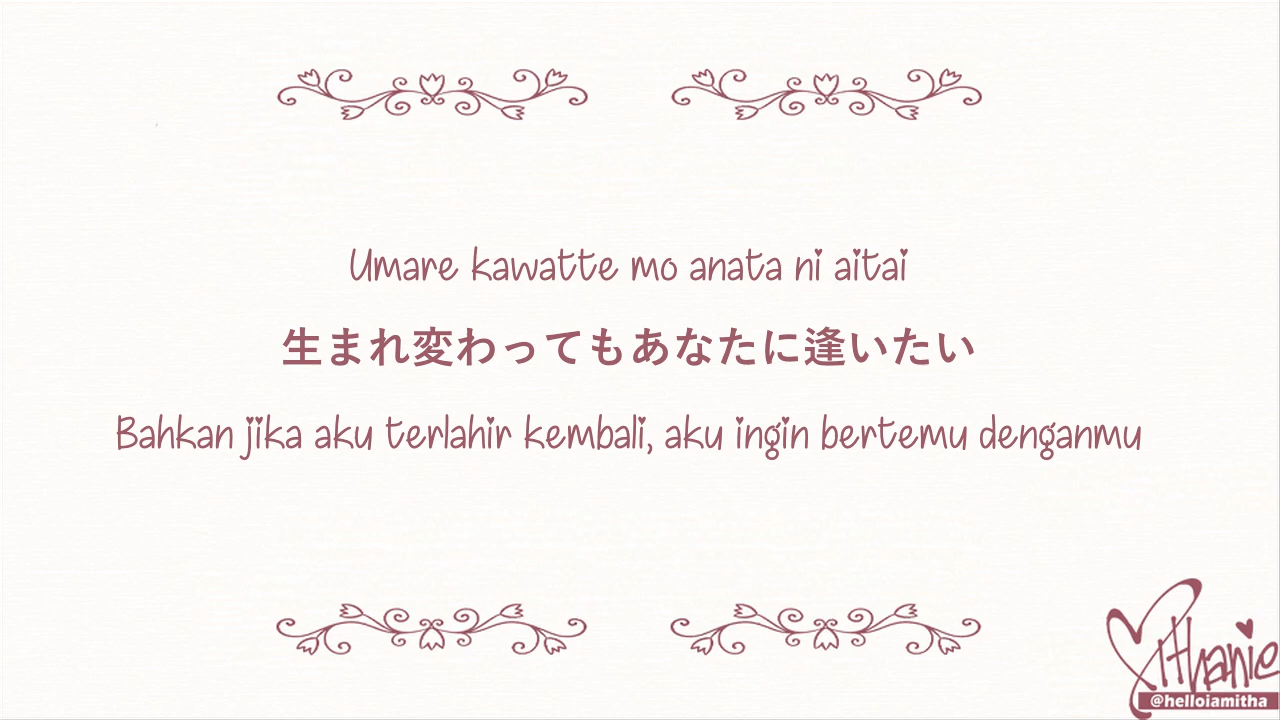 Umare kawatte mo anata ni aitai
生まれ変わってもあなたに逢いたい
Bahkan jika aku terlahir kembali, aku ingin bertemu denganmu
Mithanie
@helloiamitha